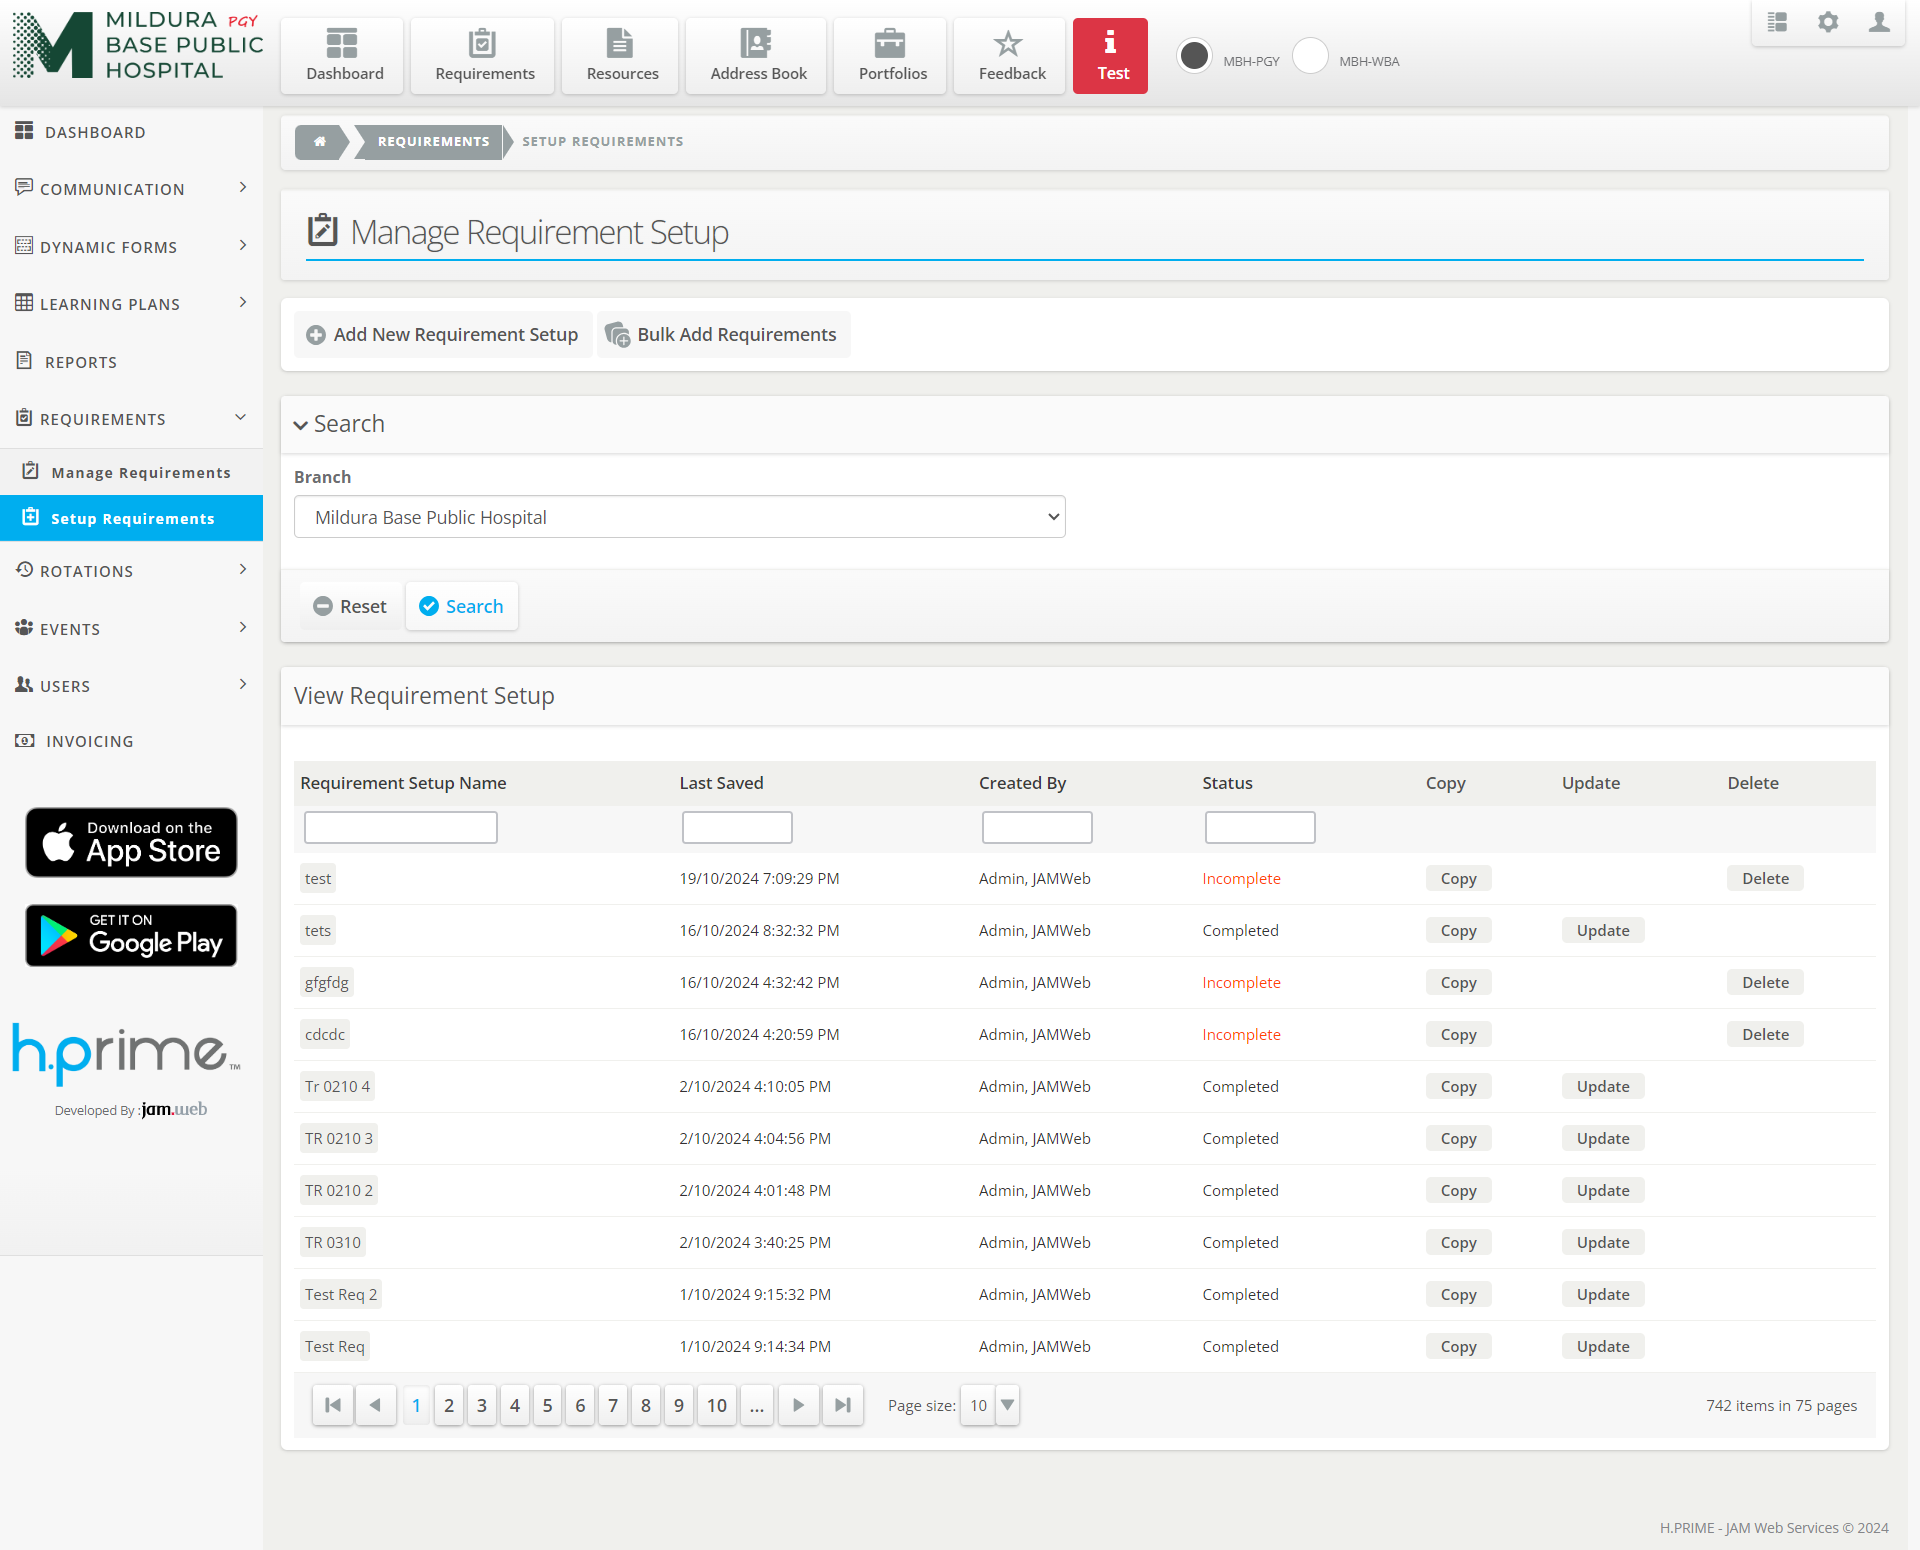 MILDURA PGY
BASE PUBLIC
HOSPITAL
Dashboard
Requirements
Resources
Address Book
Portfolios
Feedback
Test
MBH-PGY
MBH-WBA
DASHBOARD
COMMUNICATION
DYNAMIC FORMS
LEARNING PLANS
REPORTS
REQUIREMENTS
Manage Requirements
Setup Requirements
ROTATIONS
EVENTS
USERS
INVOICING
Download on the
App Store
GET IT ON
Google Play
h.prime™
Developed By : jam.web
REQUIREMENTS SETUP REQUIREMENTS
Manage Requirement Setup
Add New Requirement Setup Bulk Add Requirements
Search
Branch
Mildura Base Public Hospital
Reset Search
View Requirement Setup
Requirement Setup Name Last Saved Created By Status Copy Update Delete
test 19/10/2024 7:09:29 PM Admin, JAMWeb Incomplete Copy Delete
tets 16/10/2024 8:32:32 PM Admin, JAMWeb Completed Copy Update
gfgfdg 16/10/2024 4:32:42 PM Admin, JAMWeb Incomplete Copy Delete
cdcdc 16/10/2024 4:20:59 PM Admin, JAMWeb Incomplete Copy Delete
Tr 0210 4 2/10/2024 4:10:05 PM Admin, JAMWeb Completed Copy Update
TR 0210 3 2/10/2024 4:04:56 PM Admin, JAMWeb Completed Copy Update
TR 0210 2 2/10/2024 4:01:48 PM Admin, JAMWeb Completed Copy Update
TR 0310 2/10/2024 3:40:25 PM Admin, JAMWeb Completed Copy Update
Test Req 2 1/10/2024 9:15:32 PM Admin, JAMWeb Completed Copy Update
Test Req 1/10/2024 9:14:34 PM Admin, JAMWeb Completed Copy Update
1 2 3 4 5 6 7 8 9 10 ... Page size: 10 742 items in 75 pages
H.PRIME - JAM Web Services © 2024